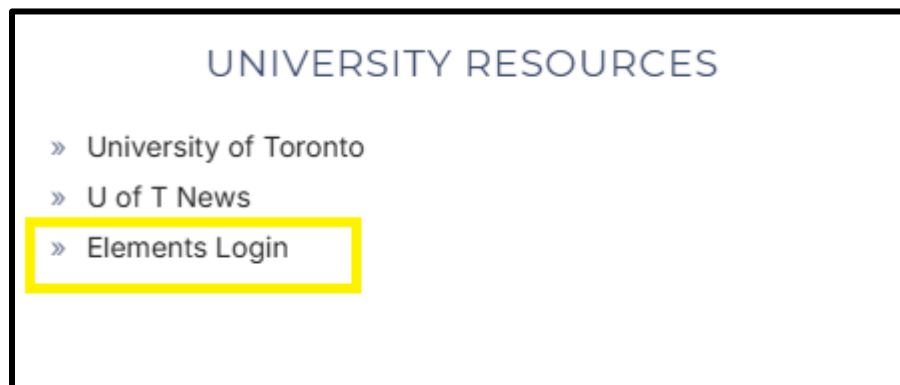 UNIVERSITY RESOURCES
» University of Toronto
» U of T News
» Elements Login